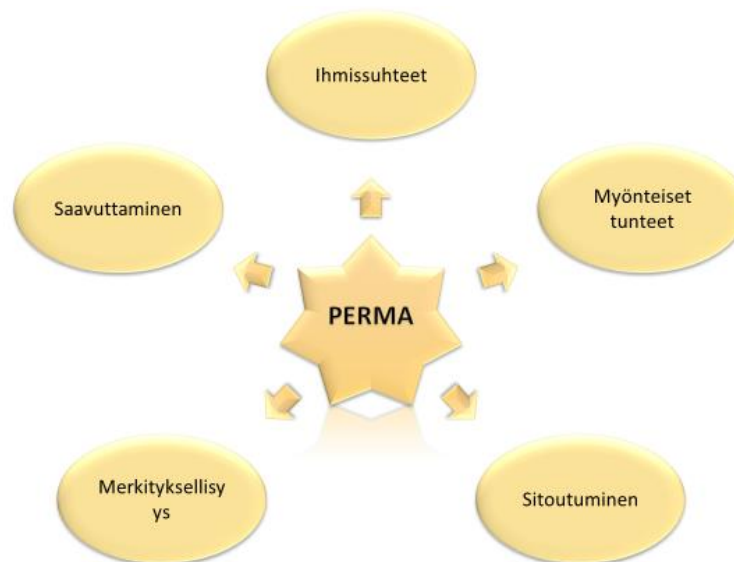 Ihmissuhteet
Saavuttaminen
Myönteiset
tunteet
PERMA
Merkityksellisy
ys
Sitoutuminen